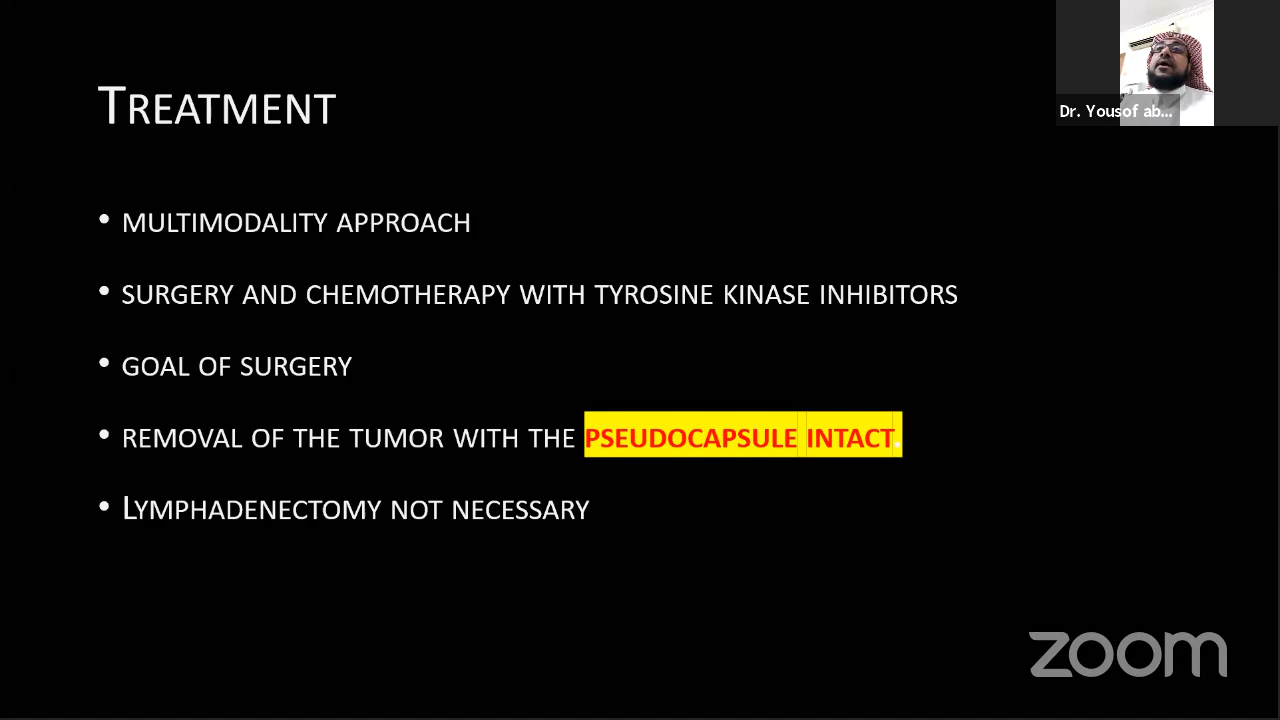 TREATMENT
Dr. Yousof ab...
• MULTIMODALITY APPROACH
• SURGERY AND CHEMOTHERAPY WITH TYROSINE KINASE INHIBITORS
• GOAL OF SURGERY
• REMOVAL OF THE TUMOR WITH THE PSEUDOCAPSULE INTACT.
• LYMPHADENECTOMY NOT NECESSARY
zoom